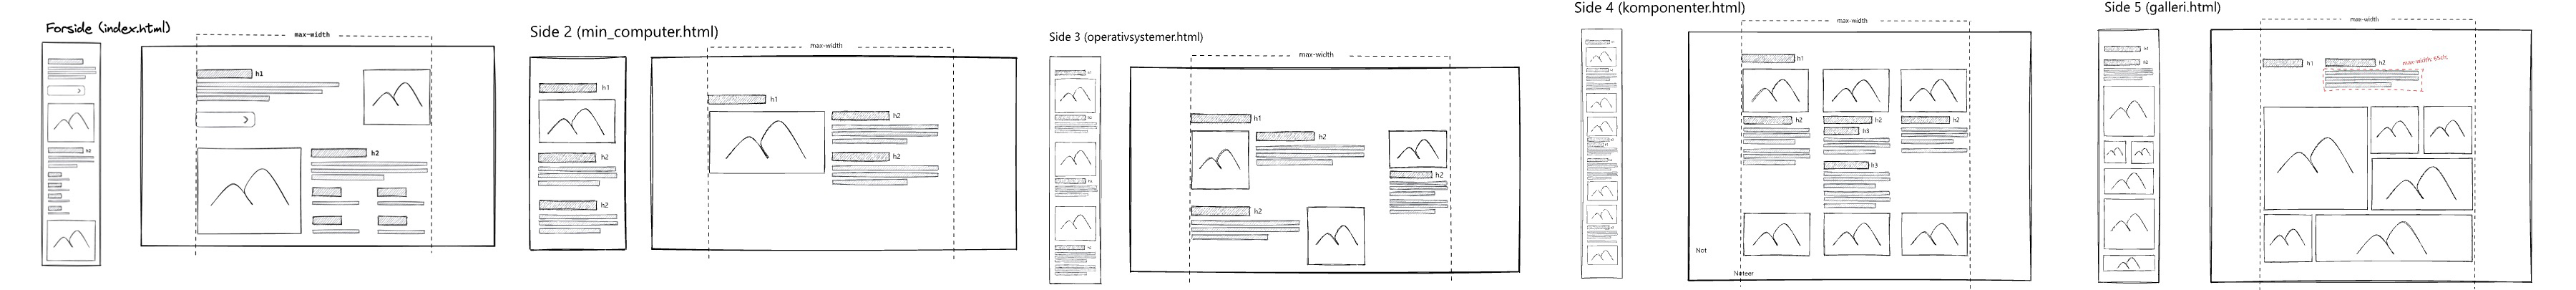 Forside (index.html)
max-width
h1
h2
h2
Side 2 (min_computer.html)
max-width
h1
h2
h2
h1
h2
h2
Side 3 (operativsystemer.html)
max-width
h1
h2
h2
h2
Side 4 (komponenter.html)
max-width
h1
h2
h2
h2
h3
h3
Not
Noteer
Side 5 (galleri.html)
max-width
h1
h2
h1
h2
max-width: 65ch;